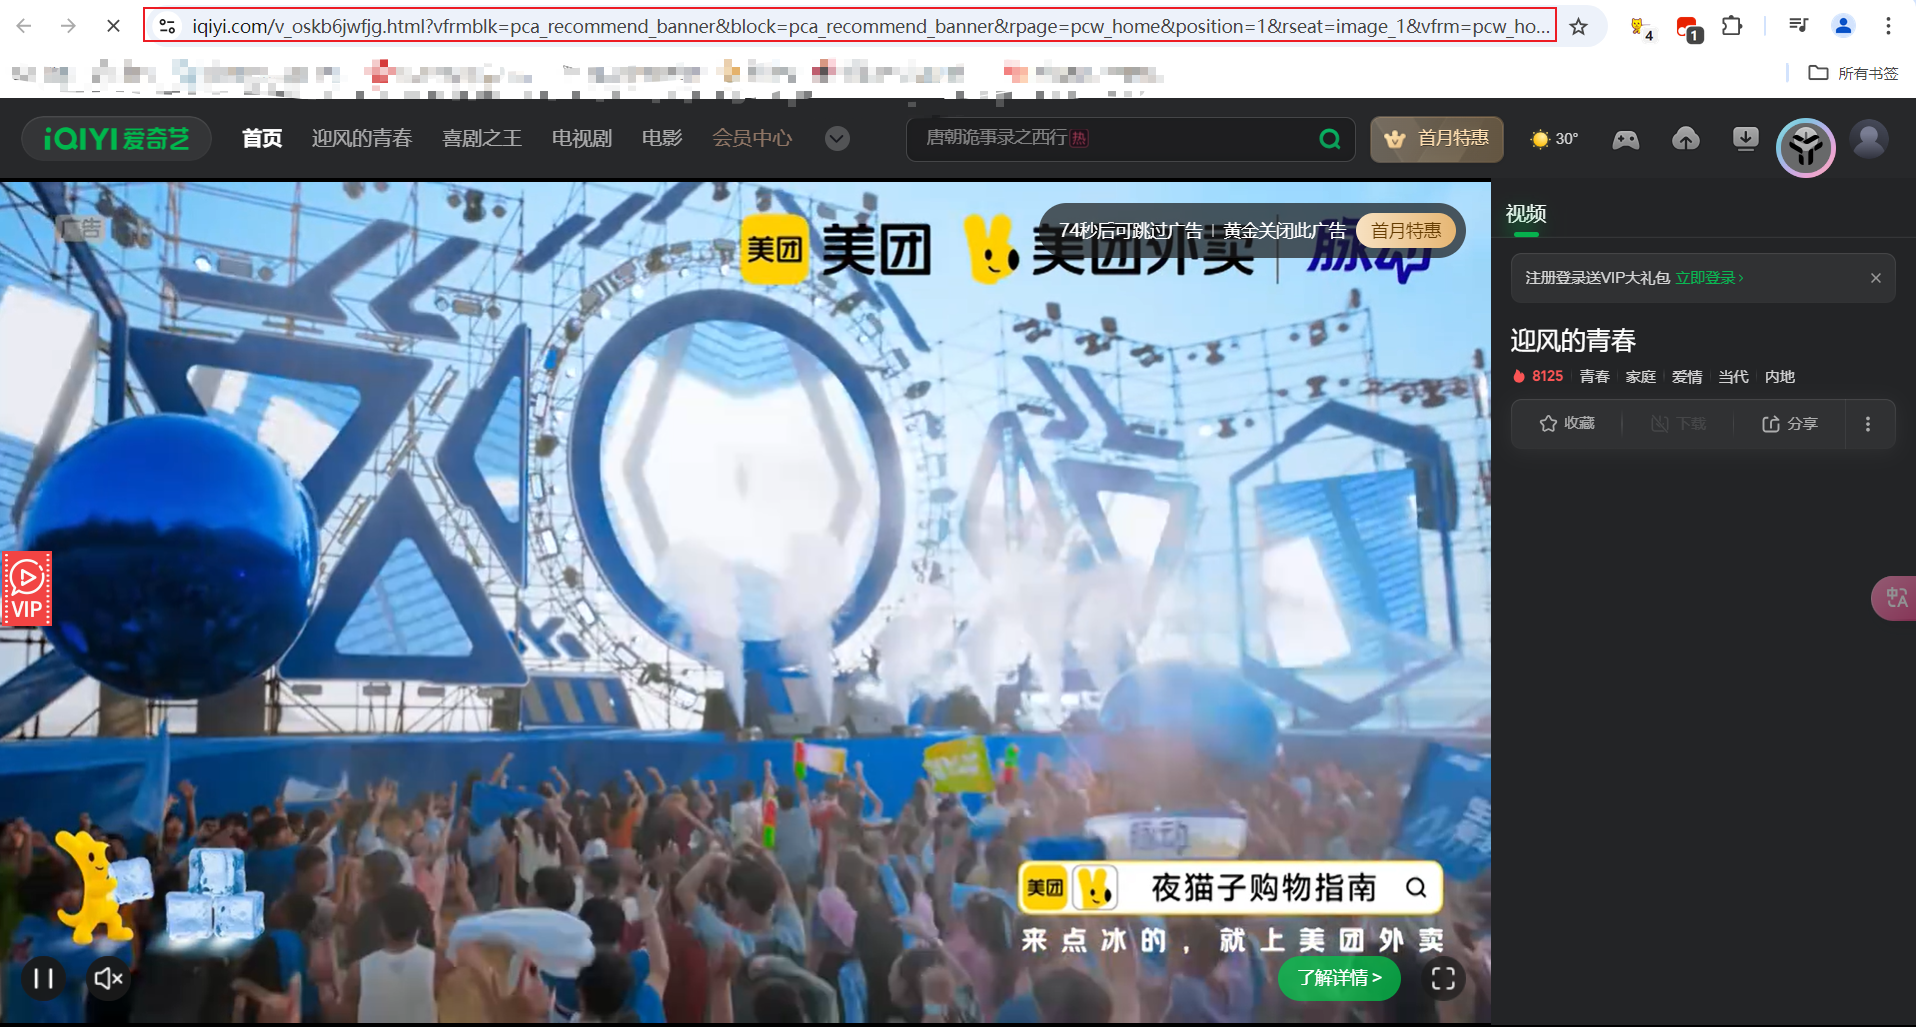 iqiyi.com/v_oskb6jwfjg.html?vfrmblk=pca_recommend_banner&block=pca_recommend_banner&rpage=pcw_home&position=1&rseat=image_1&vfrm=pcw_ho...
4
1
所有书签
iQIYI 爱奇艺
首页
迎风的青春
喜剧之王
电视剧
电影
会员中心
唐朝诡事录之西行 热
首月特惠
30°
广告
美团 美团
美团外卖 脉动
74秒后可跳过广告 | 黄金关闭此广告 首月特惠
视频
注册登录送VIP大礼包 立即登录 ›
迎风的青春
8125 青春 家庭 爱情 当代 内地
收藏 下载 分享
VIP
中A
脉动
美团 夜猫子购物指南
来点冰的，就上美团外卖
了解详情 >